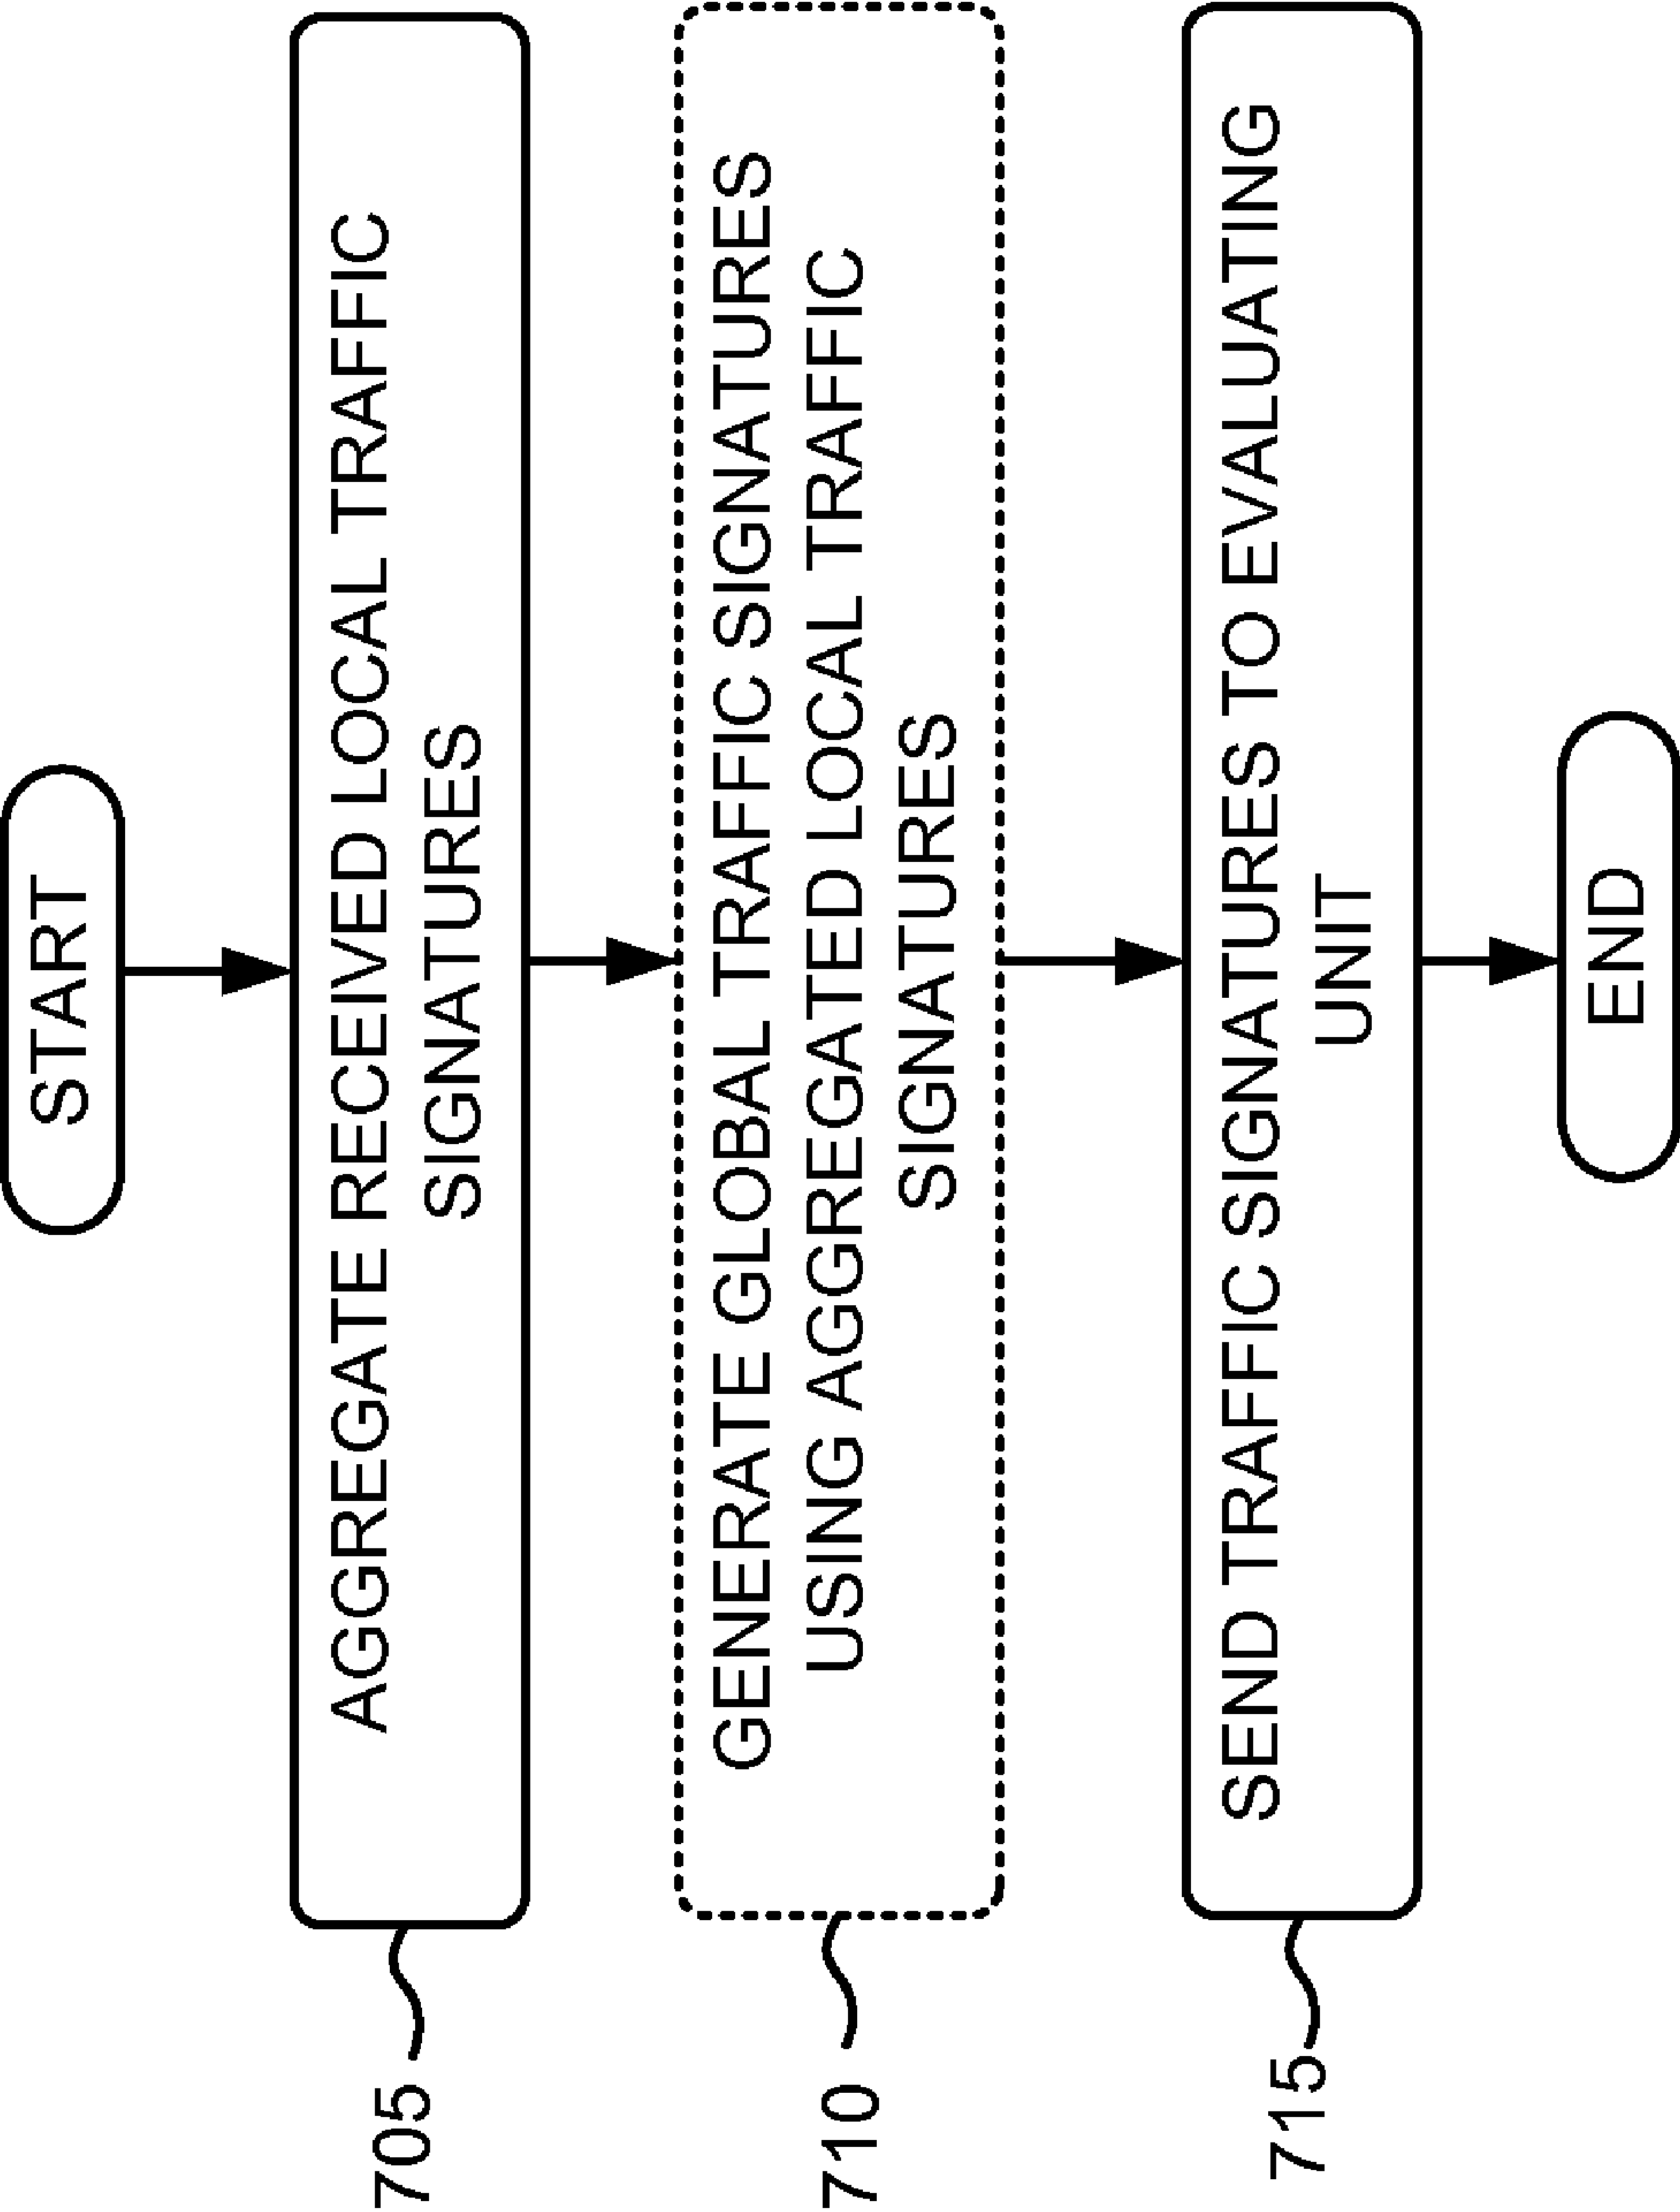 START
705
AGGREGATE RECEIVED LOCAL TRAFFIC
SIGNATURES
710
GENERATE GLOBAL TRAFFIC SIGNATURES
USING AGGREGATED LOCAL TRAFFIC
SIGNATURES
715
SEND TRAFFIC SIGNATURES TO EVALUATING
UNIT
END